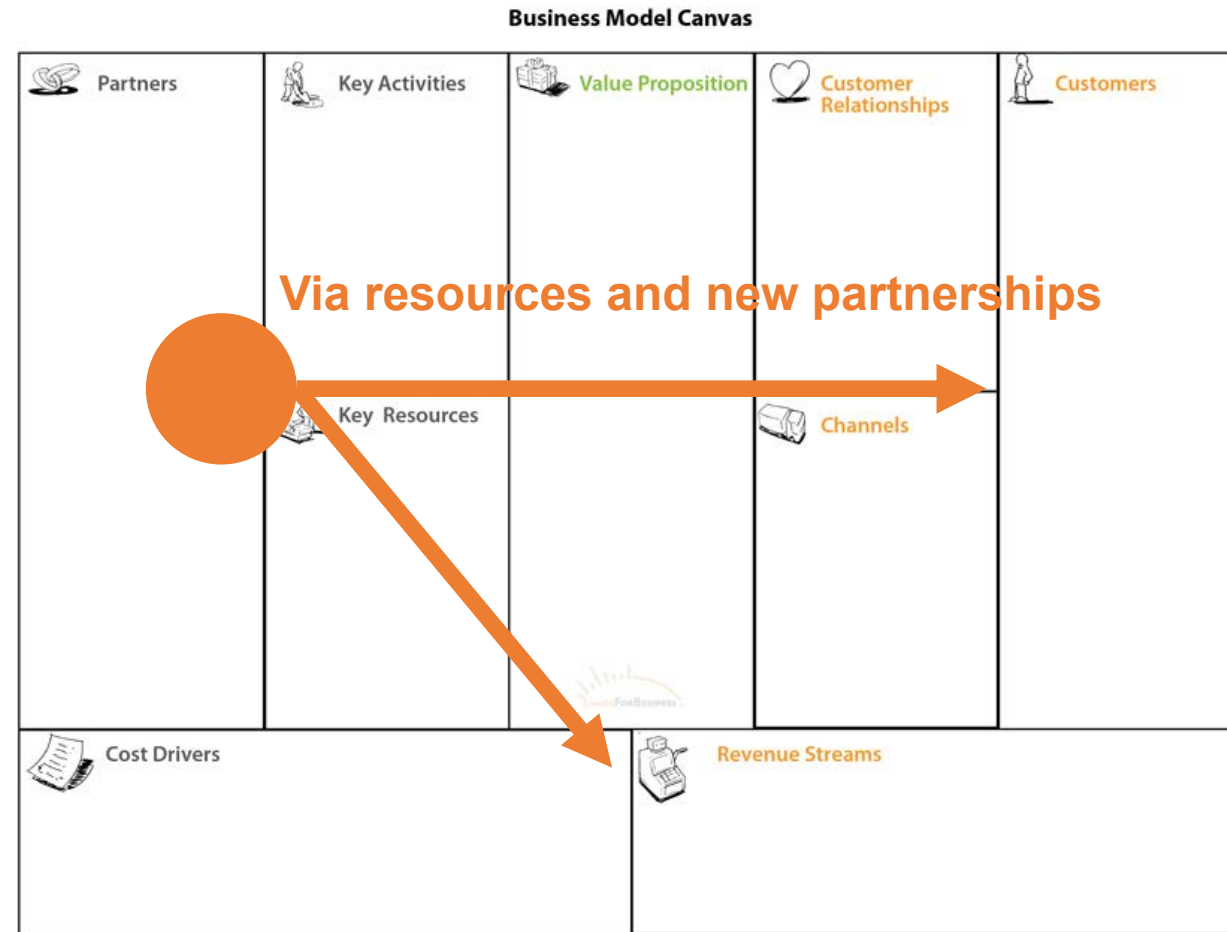 Business Model Canvas
Partners
Key Activities
Value Proposition
Customer
Relationships
Customers
Via resources and new partnerships
Key Resources
Channels
Cost Drivers
Revenue Streams